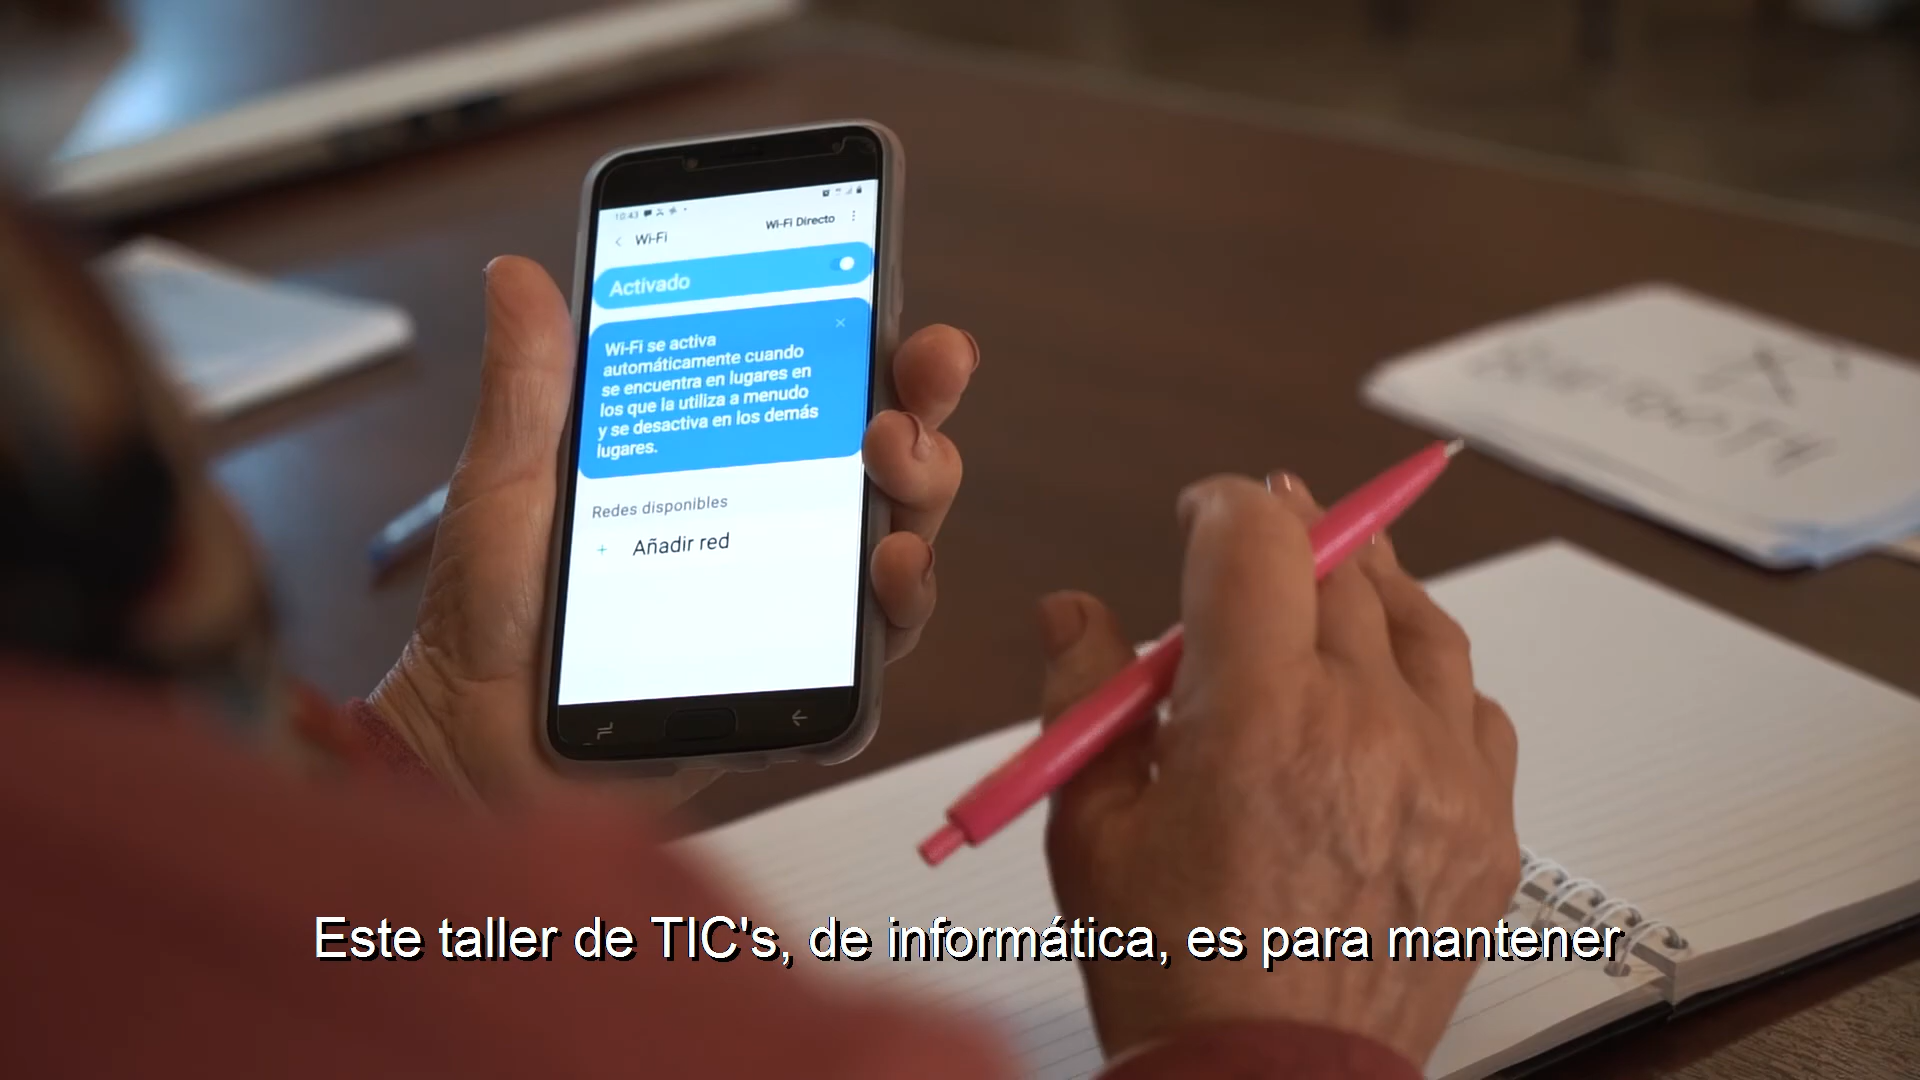 10:43
Wi-Fi
Wi-Fi Directo
Activado
Wi-Fi se activa
automáticamente cuando
se encuentra en lugares en
los que la utiliza a menudo
y se desactiva en los demás
lugares.
Redes disponibles
+ Añadir red
Este taller de TIC's, de informática, es para mantener